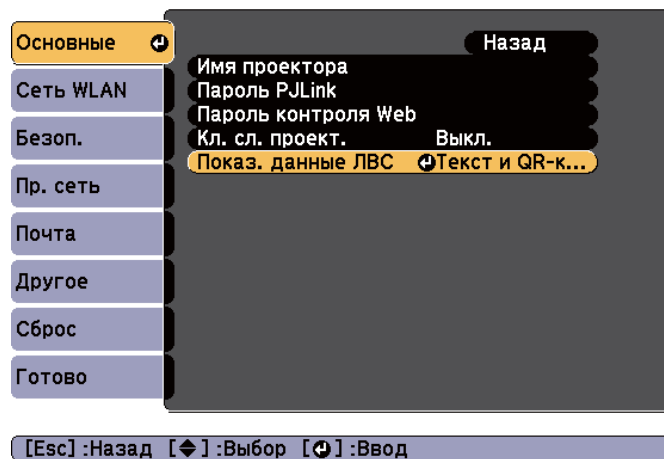 Основные
Сеть WLAN
Безоп.
Пр. сеть
Почта
Другое
Сброс
Готово
Назад
Имя проектора
Пароль PJLink
Пароль контроля Web
Кл. сл. проект. Выкл.
Показ. данные ЛВС Текст и QR-к...
[Esc] :Назад [] :Выбор [] :Ввод